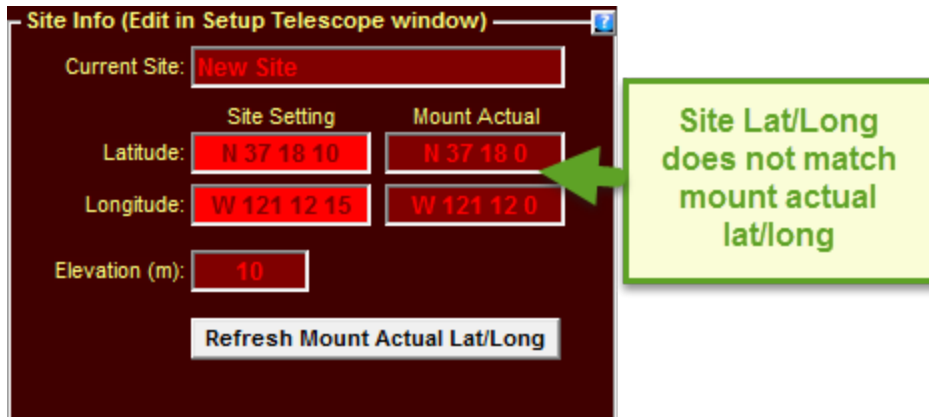 Site Info (Edit in Setup Telescope window) ?
Current Site: New Site
Site Setting Mount Actual
Latitude: N 37 18 10 N 37 18 0
Longitude: W 121 12 15 W 121 12 0
Elevation (m): 10
Refresh Mount Actual Lat/Long
Site Lat/Long
does not match
mount actual
lat/long